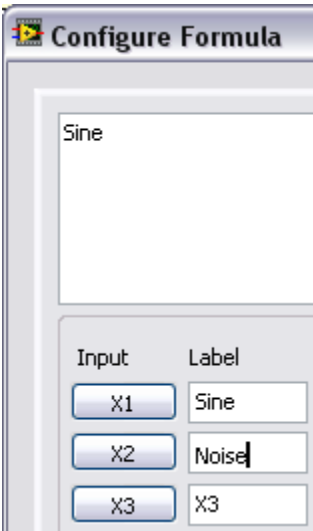 Configure Formula
Sine
Input Label
X1 Sine
X2 Noise
X3 X3